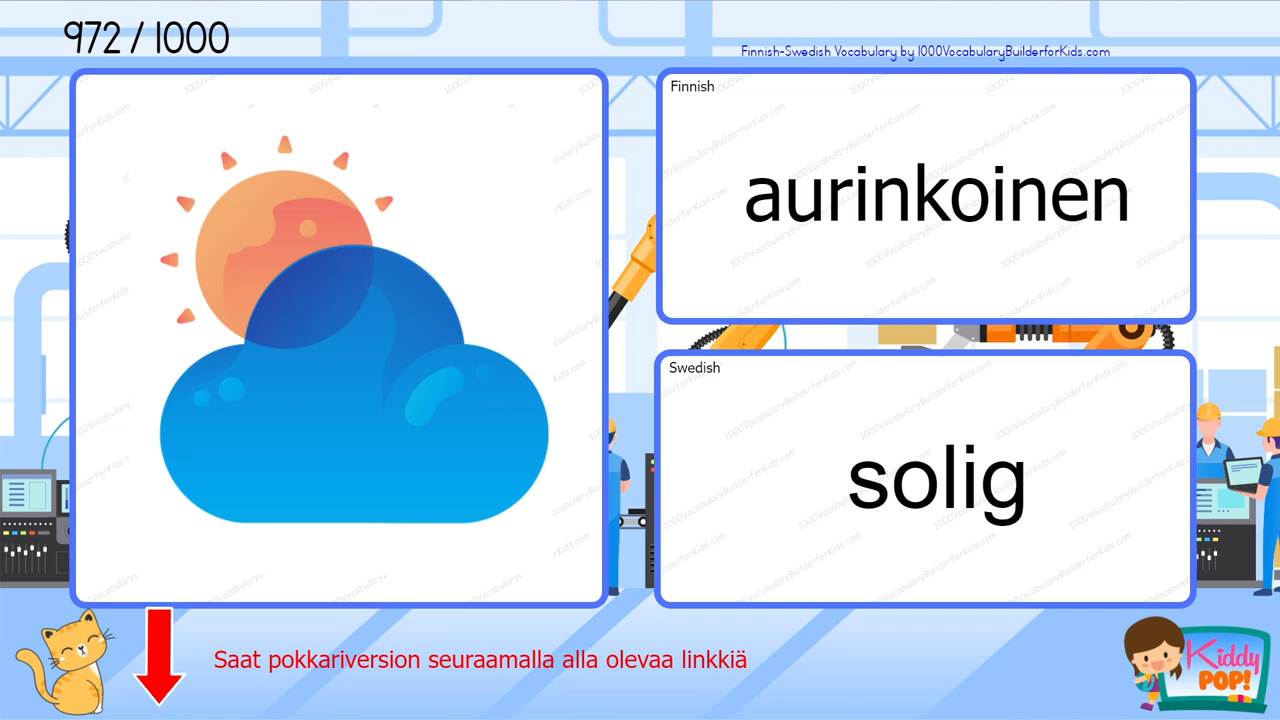 972 / 1000
Finnish-Swedish Vocabulary by 1000VocabularyBuilderforKids.com
Finnish
aurinkoinen
Swedish
solig
Saat pokkariversion seuraamalla alla olevaa linkkiä
Kiddy
POP!